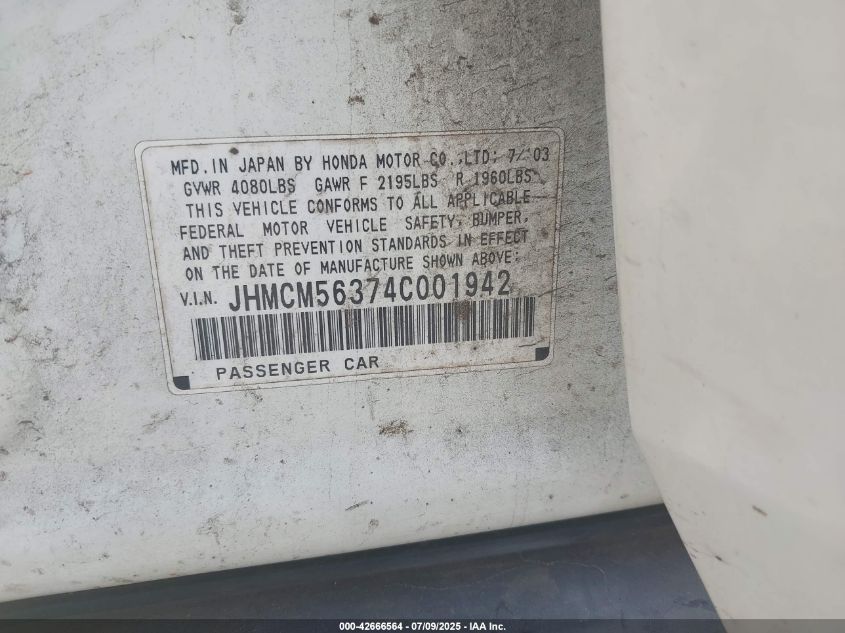 MFD. IN JAPAN BY HONDA MOTOR CO.,LTD: 7/'03
GVWR 4080LBS GAWR F 2195LBS R 1960LBS
THIS VEHICLE CONFORMS TO ALL APPLICABLE
FEDERAL MOTOR VEHICLE SAFETY, BUMPER,
AND THEFT PREVENTION STANDARDS IN EFFECT
ON THE DATE OF MANUFACTURE SHOWN ABOVE:
V.I.N. JHMCM56374C001942
PASSENGER CAR
000-42666564 / 07/09/2025 - IAA Inc.